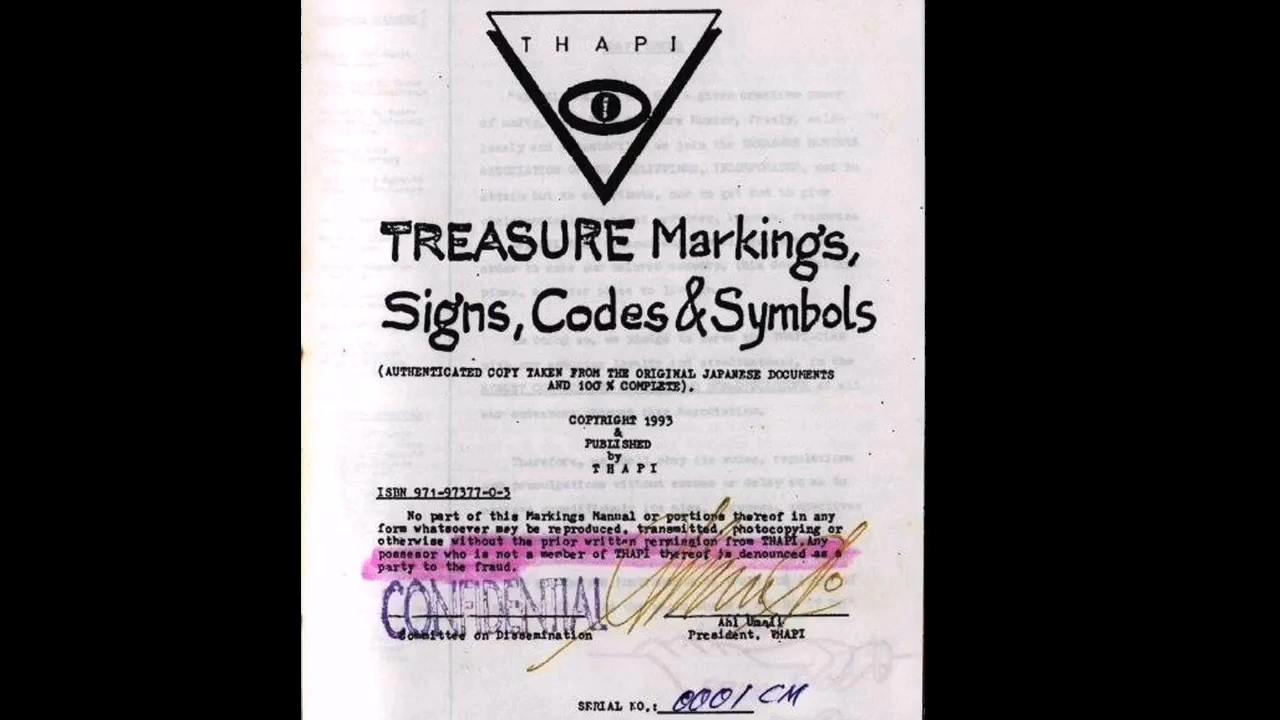 THAPI
TREASURE Markings,
Signs, Codes & Symbols
(AUTHENTICATED COPY TAKEN FROM THE ORIGINAL JAPANESE DOCUMENTS
AND 100 % COMPLETE).
COPYRIGHT 1993
&
PUBLISHED
by
T H A P I
ISBN 971-97377-0-3
No part of this Markings Manual or portions thereof in any
form whatsoever may be reproduced, transmitted, photocopying or
otherwise without the prior written permission from THAPI. Any
possesor who is not a member of THAPI thereof is denounced as a
party to the fraud.
CONFIDENTIAL
Committee on Dissemination
President, THAPI
SERIAL NO.: 0001 CM